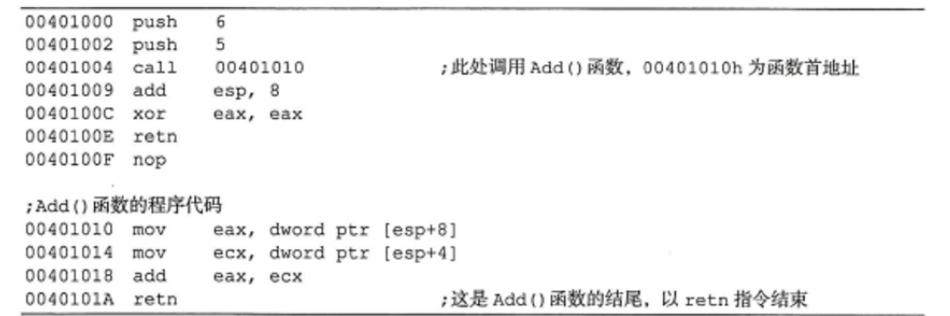 00401000 push 6
00401002 push 5
00401004 call 00401010 ;此处调用 Add()函数，00401010h 为函数首地址
00401009 add esp, 8
0040100C xor eax, eax
0040100E retn
0040100F nop
;Add()函数的程序代码
00401010 mov eax, dword ptr [esp+8]
00401014 mov ecx, dword ptr [esp+4]
00401018 add eax, ecx
0040101A retn ;这是 Add()函数的结尾，以 retn 指令结束